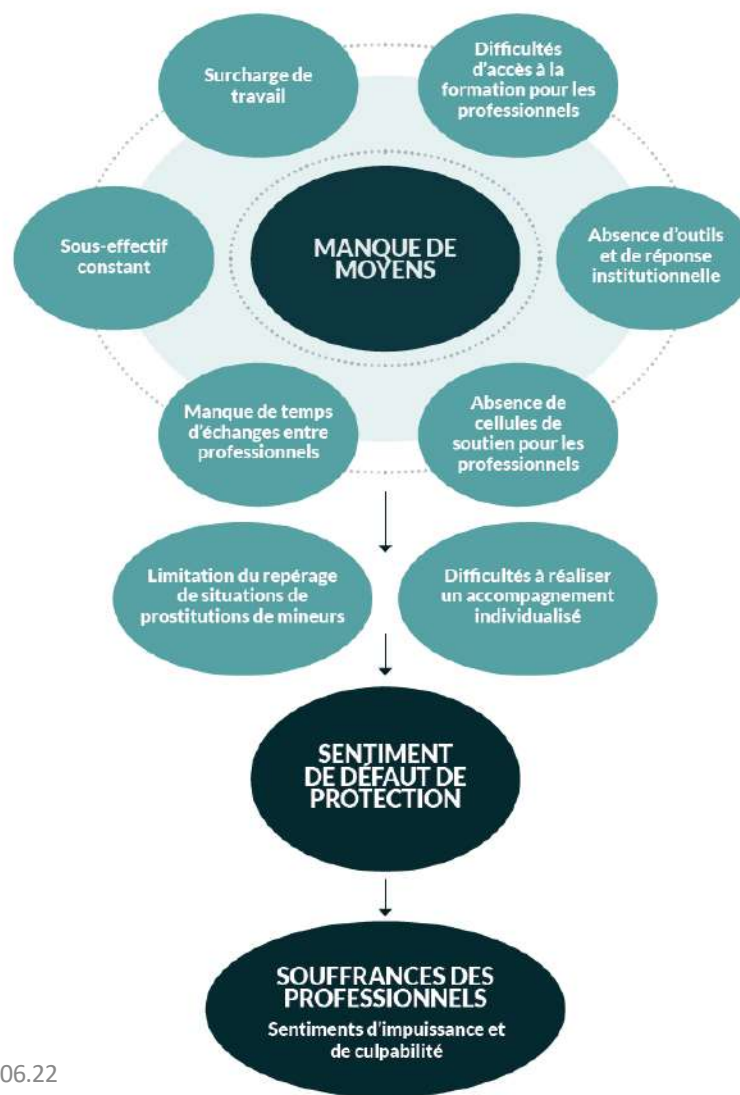 Surcharge de
travail
Difficultés
d'accès à la
formation pour les
professionnels
Sous-effectif
constant
MANQUE DE
MOYENS
Absence d'outils
et de réponse
institutionnelle
Manque de temps
d'échanges entre
professionnels
Absence de
cellules de
soutien pour les
professionnels
Limitation du repérage
de situations de
prostitutions de mineurs
Difficultés à réaliser
un accompagnement
individualisé
SENTIMENT
DE DÉFAUT DE
PROTECTION
SOUFFRANCES DES
PROFESSIONNELS
Sentiments d'impuissance et
de culpabilité
06.22